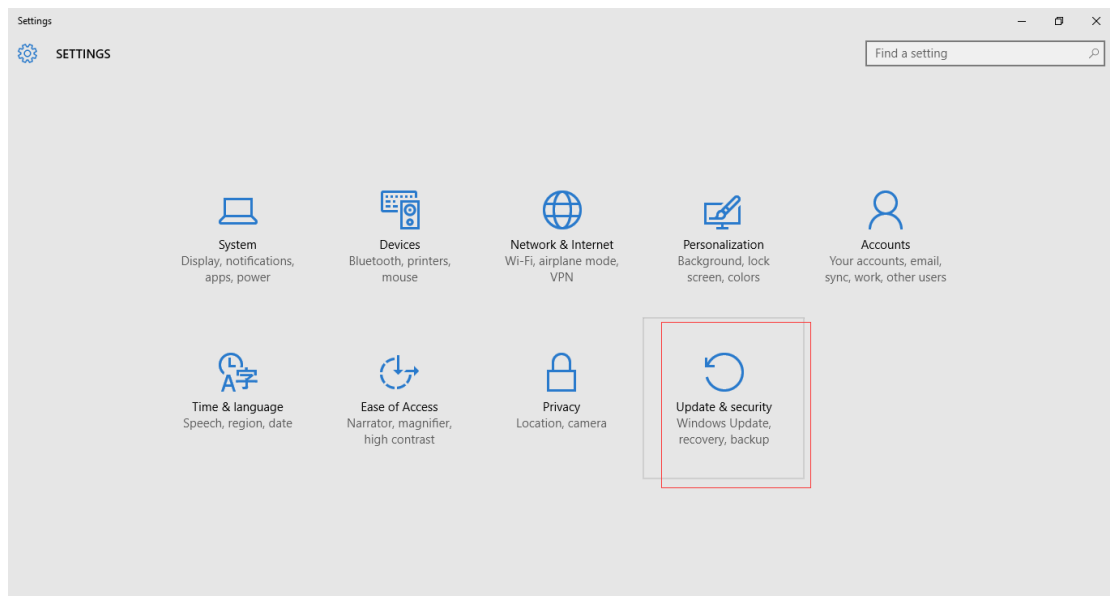 Settings
SETTINGS
Find a setting
System
Display, notifications,
apps, power
Devices
Bluetooth, printers,
mouse
Network & Internet
Wi-Fi, airplane mode,
VPN
Personalization
Background, lock
screen, colors
Accounts
Your accounts, email,
sync, work, other users
A字
Time & language
Speech, region, date
Ease of Access
Narrator, magnifier,
high contrast
Privacy
Location, camera
Update & security
Windows Update,
recovery, backup